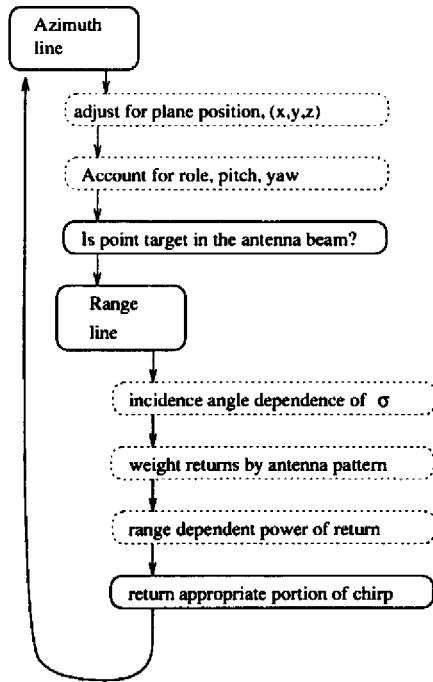 Azimuth
line
adjust for plane position, (x,y,z)
Account for role, pitch, yaw
Is point target in the antenna beam?
Range
line
incidence angle dependence of σ
weight returns by antenna pattern
range dependent power of return
return appropriate portion of chirp